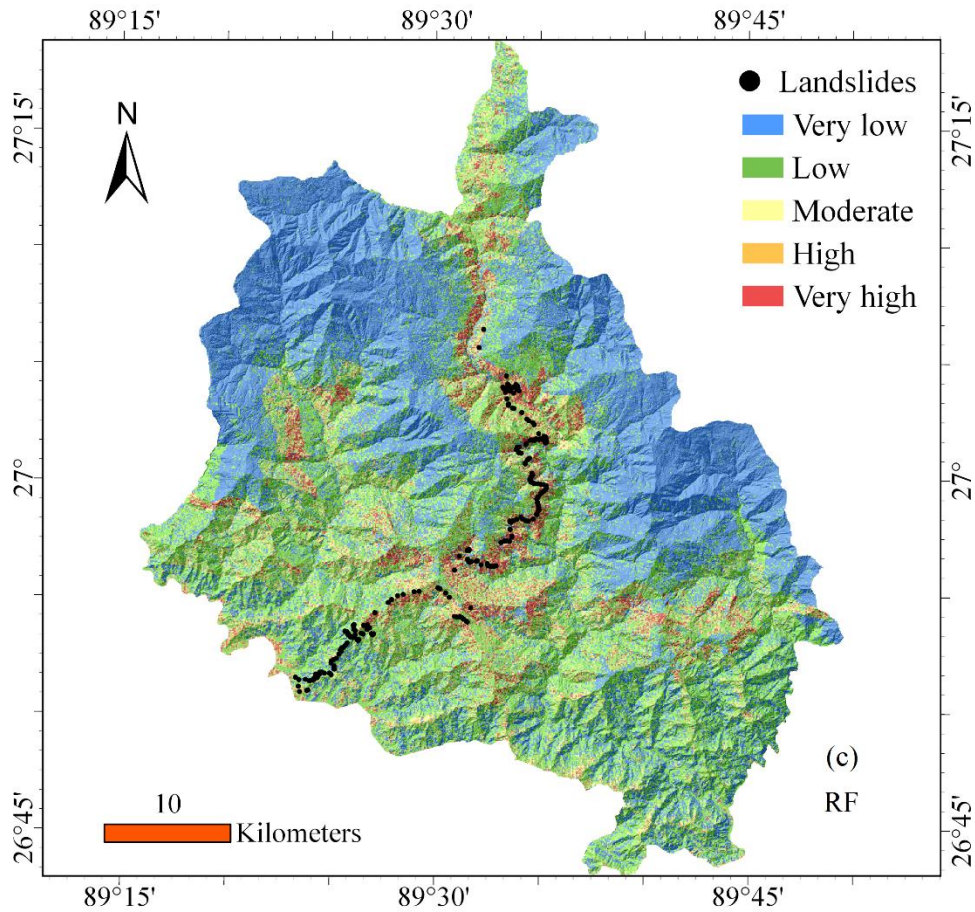 89°15' 89°30' 89°45'
N
Landslides
Very low
Low
Moderate
High
Very high
27°15' 27°15'
27° 27°
26°45' 26°45'
(c)
RF
10
Kilometers
89°15' 89°30' 89°45'